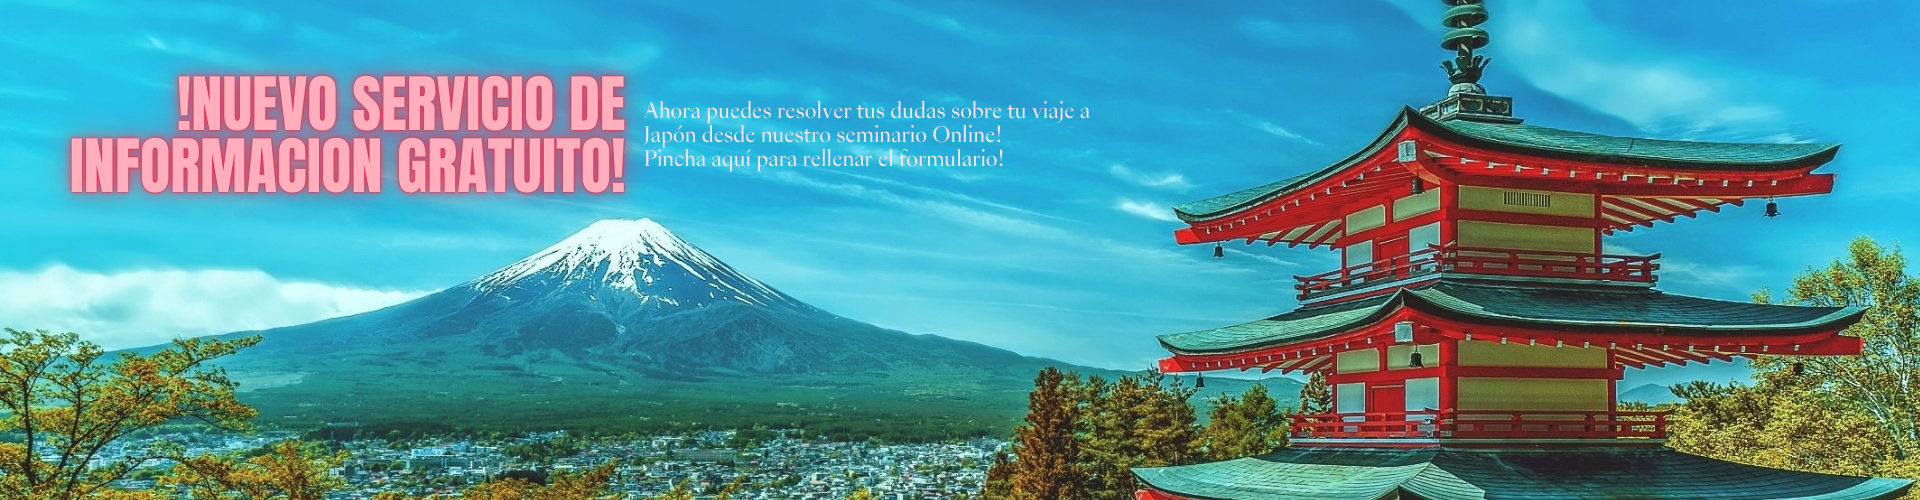 !NUEVO SERVICIO DE
INFORMACION GRATUITO!
Ahora puedes resolver tus dudas sobre tu viaje a
Japón desde nuestro seminario Online!
Pincha aquí para rellenar el formulario!